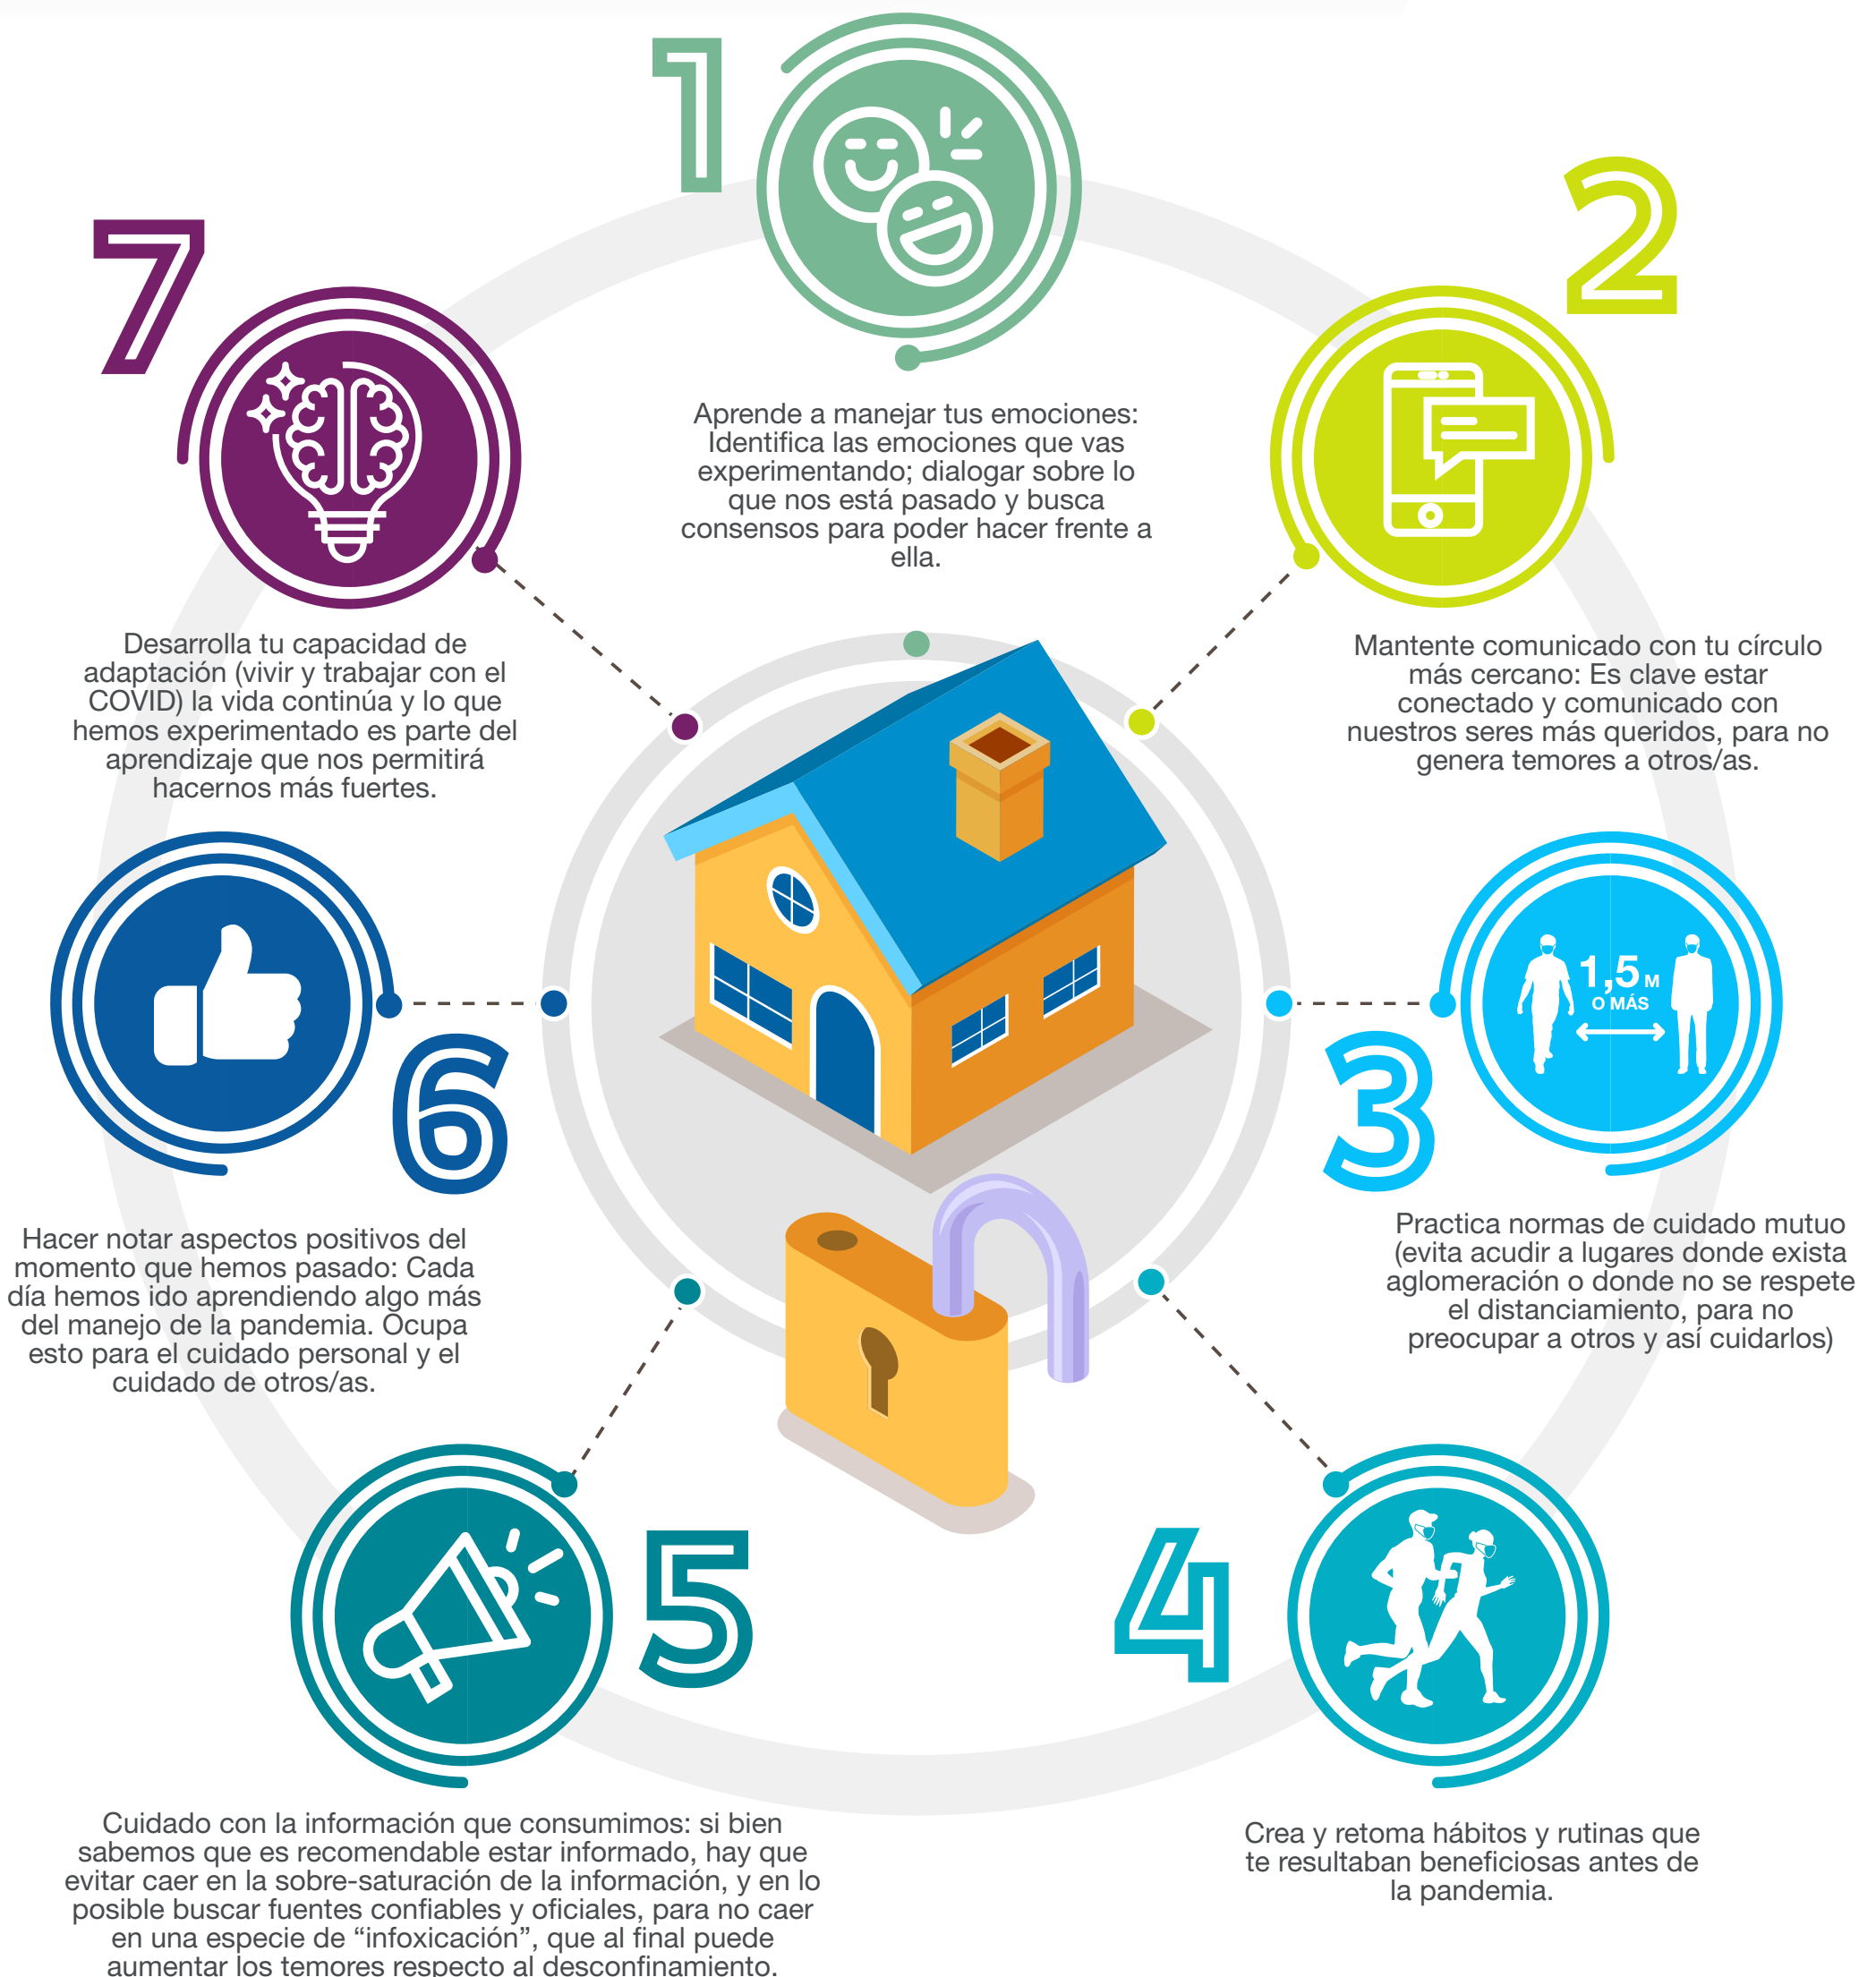 1
Aprende a manejar tus emociones:
Identifica las emociones que vas
experimentando; dialogar sobre lo
que nos está pasado y busca
consensos para poder hacer frente a
ella.
2
Mantente comunicado con tu círculo
más cercano: Es clave estar
conectado y comunicado con
nuestros seres más queridos, para no
genera temores a otros/as.
3
1,5 M
O MÁS
Practica normas de cuidado mutuo
(evita acudir a lugares donde exista
aglomeración o donde no se respete
el distanciamiento, para no
preocupar a otros y así cuidarlos)
4
Crea y retoma hábitos y rutinas que
te resultaban beneficiosas antes de
la pandemia.
5
Cuidado con la información que consumimos: si bien
sabemos que es recomendable estar informado, hay que
evitar caer en la sobre-saturación de la información, y en lo
posible buscar fuentes confiables y oficiales, para no caer
en una especie de “infoxicación”, que al final puede
aumentar los temores respecto al desconfinamiento.
6
Hacer notar aspectos positivos del
momento que hemos pasado: Cada
día hemos ido aprendiendo algo más
del manejo de la pandemia. Ocupa
esto para el cuidado personal y el
cuidado de otros/as.
7
Desarrolla tu capacidad de
adaptación (vivir y trabajar con el
COVID) la vida continúa y lo que
hemos experimentado es parte del
aprendizaje que nos permitirá
hacernos más fuertes.